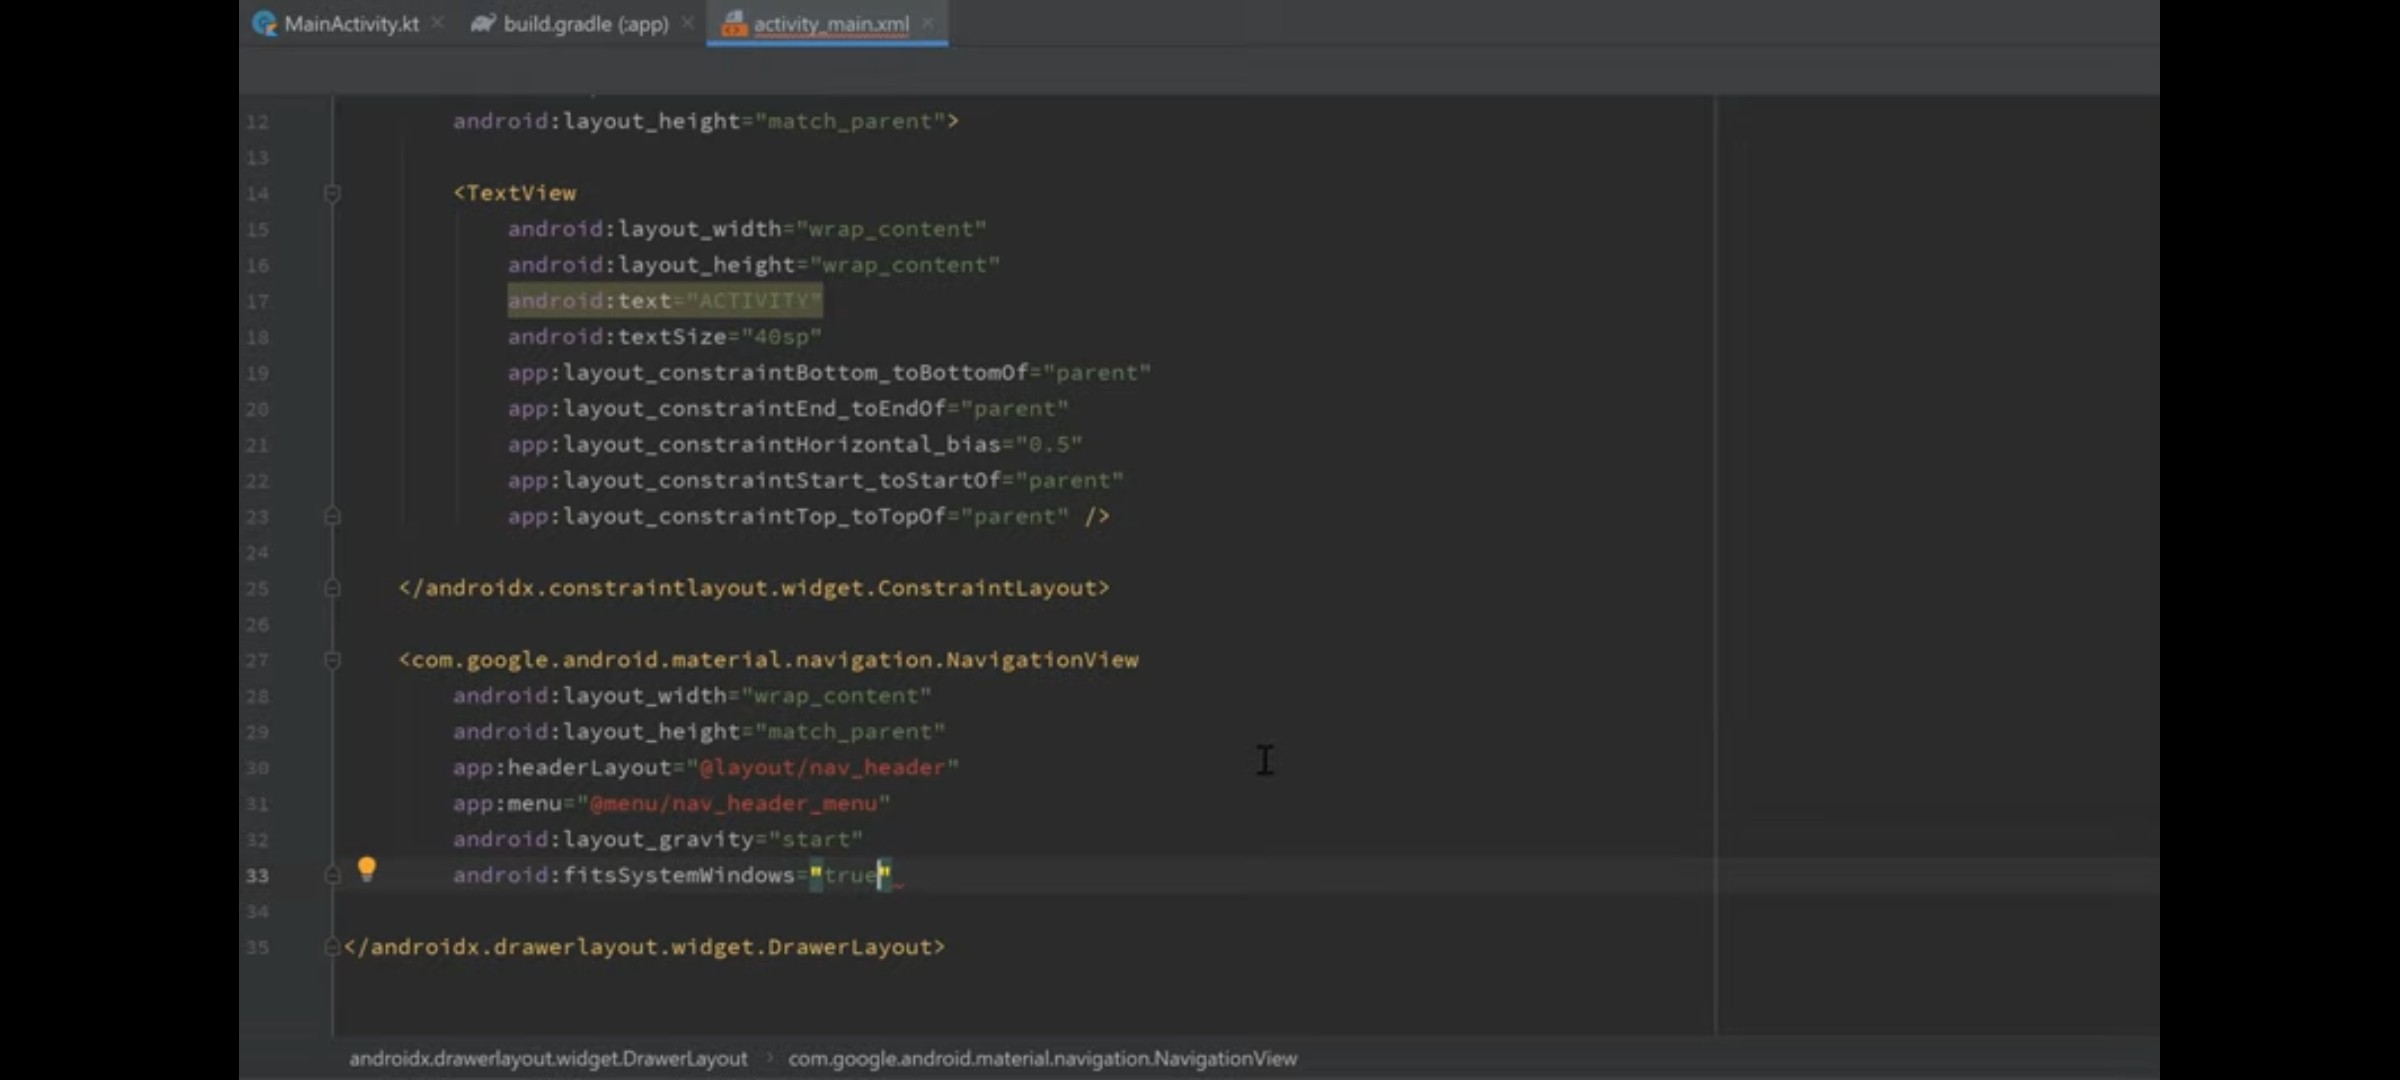 MainActivity.kt
build.gradle (:app)
activity_main.xml
12 android:layout_height="match_parent">
13
14 <TextView
15 android:layout_width="wrap_content"
16 android:layout_height="wrap_content"
17 android:text="ACTIVITY"
18 android:textSize="40sp"
19 app:layout_constraintBottom_toBottomOf="parent"
20 app:layout_constraintEnd_toEndOf="parent"
21 app:layout_constraintHorizontal_bias="0.5"
22 app:layout_constraintStart_toStartOf="parent"
23 app:layout_constraintTop_toTopOf="parent" />
24
25 </androidx.constraintlayout.widget.ConstraintLayout>
26
27 <com.google.android.material.navigation.NavigationView
28 android:layout_width="wrap_content"
29 android:layout_height="match_parent"
30 app:headerLayout="@layout/nav_header"
31 app:menu="@menu/nav_header_menu"
32 android:layout_gravity="start"
33 android:fitsSystemWindows="true"
34
35 </androidx.drawerlayout.widget.DrawerLayout>
androidx.drawerlayout.widget.DrawerLayout › com.google.android.material.navigation.NavigationView